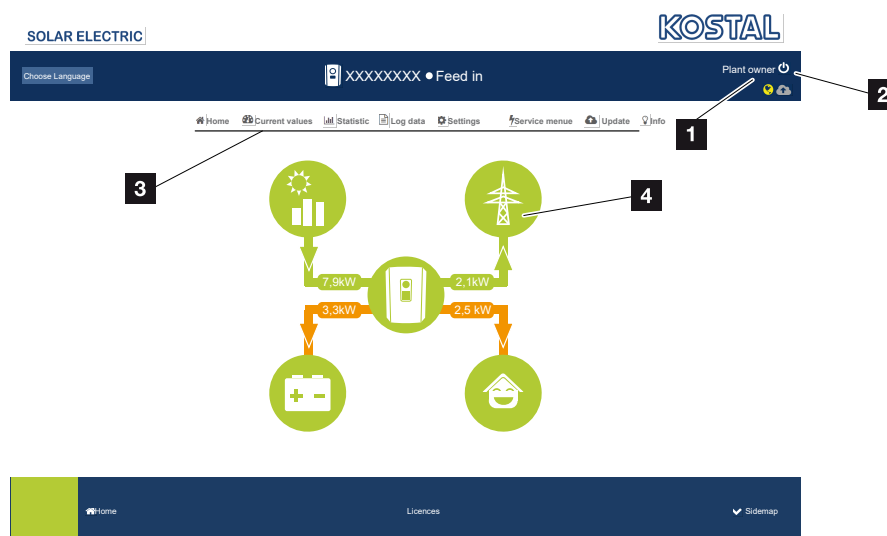 SOLAR ELECTRIC
KOSTAL
Choose Language
XXXXXXXX ● Feed in
Plant owner
2
1
Home Current values Statistic Log data Settings Service menue Update Info
3
4
7,9kW 2,1kW
3,3kW 2,5 kW
+ -
Home Licences Sidemap